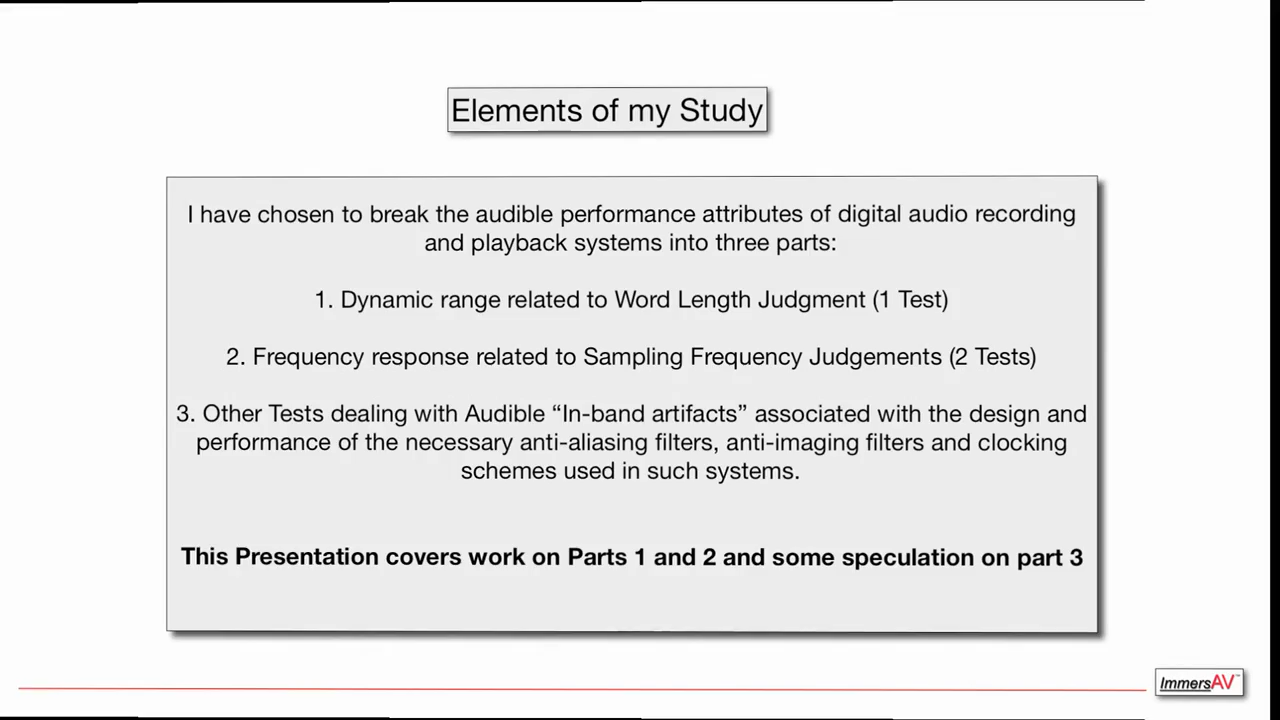 Elements of my Study
I have chosen to break the audible performance attributes of digital audio recording
and playback systems into three parts:
1. Dynamic range related to Word Length Judgment (1 Test)
2. Frequency response related to Sampling Frequency Judgements (2 Tests)
3. Other Tests dealing with Audible “In-band artifacts” associated with the design and
performance of the necessary anti-aliasing filters, anti-imaging filters and clocking
schemes used in such systems.
This Presentation covers work on Parts 1 and 2 and some speculation on part 3
ImmersAV™